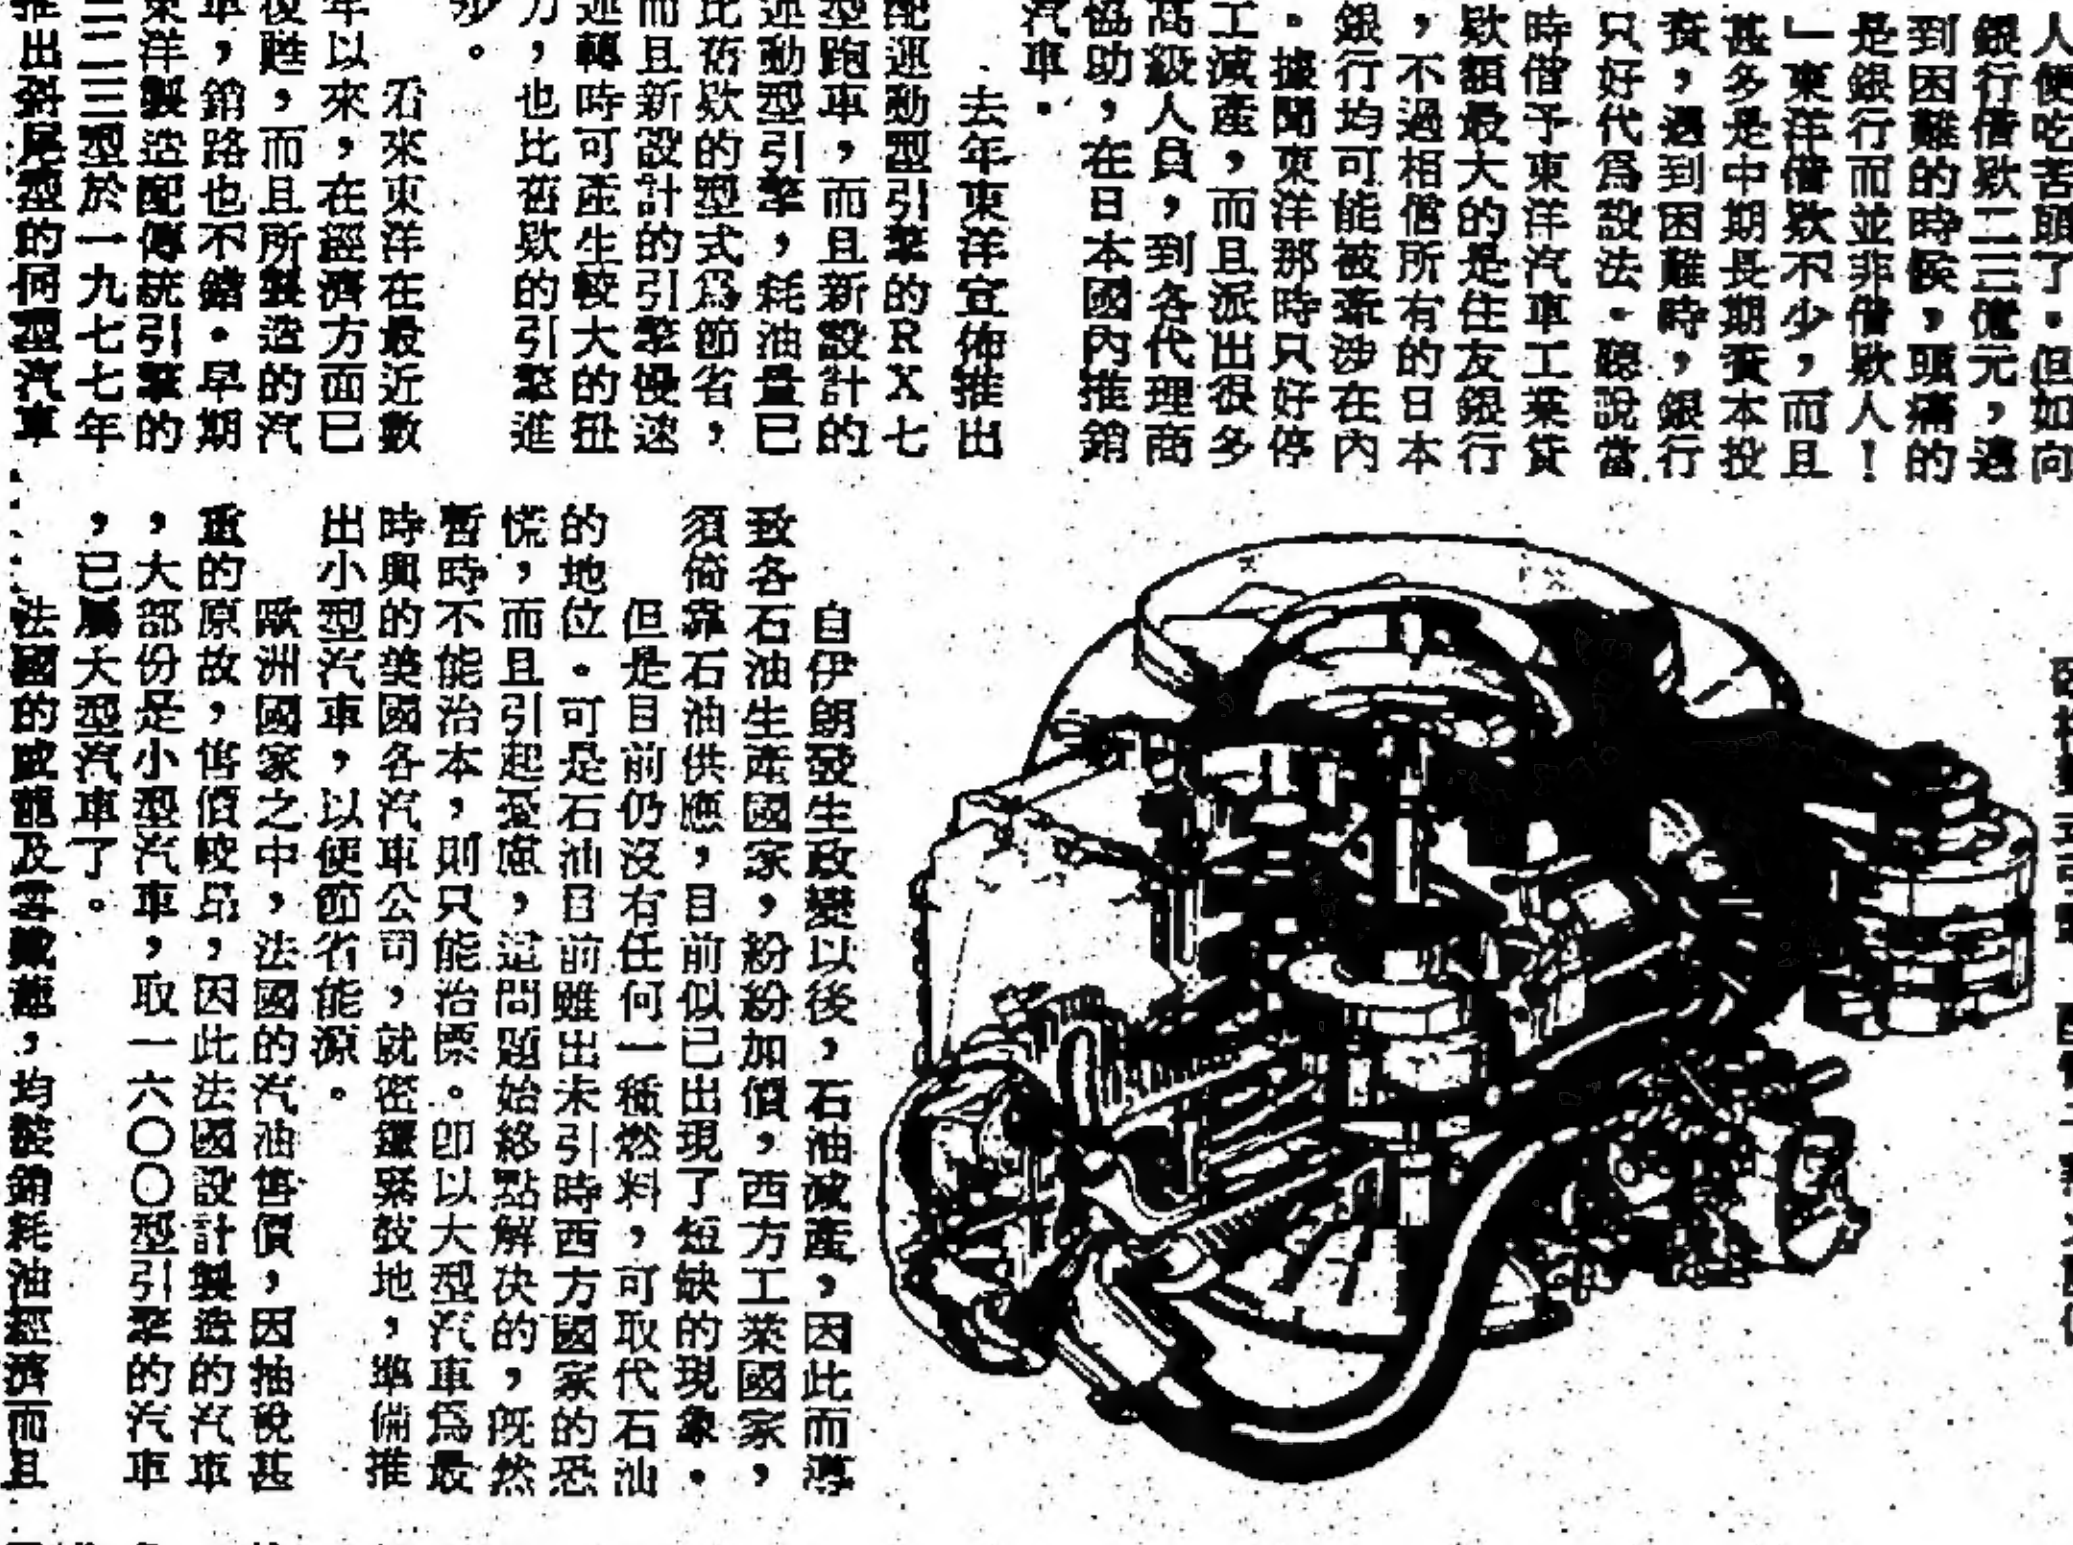 人便吃苦頭了。但如向
銀行借欵二三億元，遇
到困難的時候，頭痛的
是銀行而並非借欵人！
」東洋借欵不少，而且
甚多是中期長期資本投
資，遇到困難時，銀行
只好代爲設法。聽說當
時借予東洋汽車工業貸
欵額最大的是住友銀行
，不過相信所有的日本
銀行均可能被牽涉在內
。據聞東洋那時只好停
工減產，而且派出很多
高級人員，到各代理商
協助，在日本國內推銷
汽車。
去年東洋宣佈推出
配運動型引擎的ＲＸ七
型跑車，而且新設計的
運動型引擎，耗油量已
比舊欵的型式爲節省，
而且新設計的引擎慢速
運轉時可產生較大的扭
力，也比舊欵的引擎進
步。
看來東洋在最近數
年以來，在經濟方面已
復甦，而且所製造的汽
車，銷路也不錯。早期
東洋製造配傳統引擎的
三二三型於一九七七年
推出斜尾型的同型汽車
自伊朗發生政變以後，石油減產，因此而導
致各石油生產國家，紛紛加價，西方工業國家，
須倚靠石油供應，目前似已出現了短缺的現象。
但是目前仍沒有任何一種燃料，可取代石油
的地位。可是石油目前雖出未引時西方國家的恐
慌，而且引起憂慮，這問題始終點解決的，既然
暫時不能治本，則只能治標。卽以大型汽車爲最
時興的美國各汽車公司，就密鑼緊鼓地，準備推
出小型汽車，以便節省能源。
歐洲國家之中，法國的汽油售價，因抽稅甚
重的原故，售價較昂，因此法國設計製造的汽車
，大部份是小型汽車，取一六〇〇型引擎的汽車
，已屬大型汽車了。
法國的威龍及雪鐵龍，均裝銷耗油經濟而且